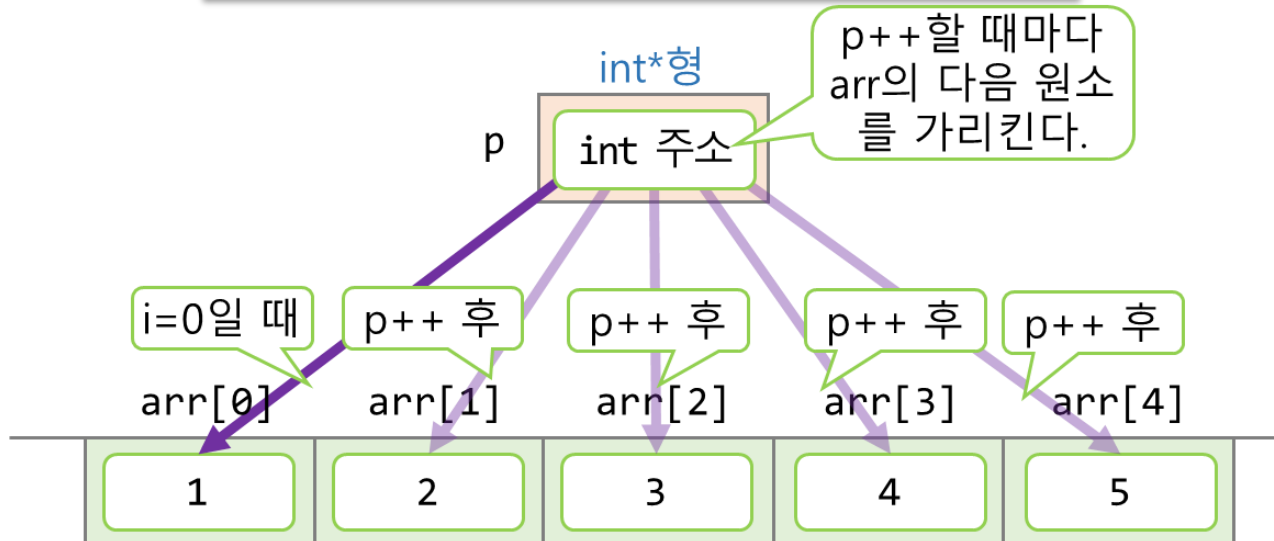 p++할 때마다
arr의 다음 원소
를 가리킨다.
int*형
p
int 주소
i=0일 때
p++ 후
p++ 후
p++ 후
p++ 후
arr[0]
arr[1]
arr[2]
arr[3]
arr[4]
1
2
3
4
5